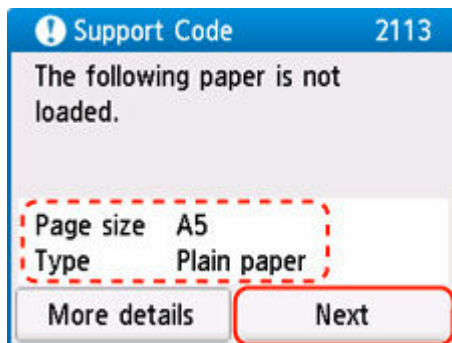 Support Code 2113
The following paper is not
loaded.
Page size A5
Type Plain paper
More details Next